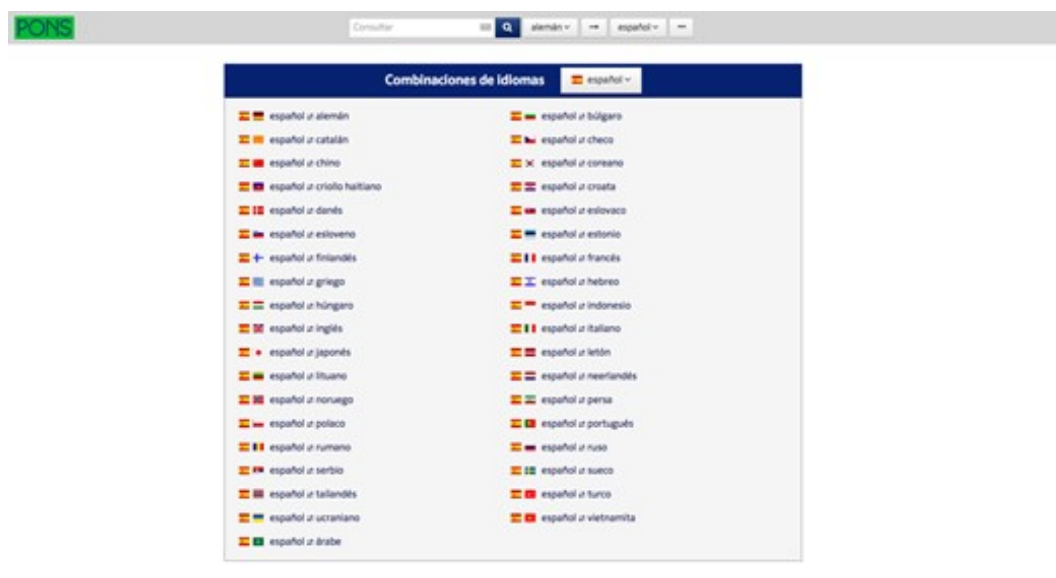 PONS
Consultar alemán español
Combinaciones de idiomas español
español ⇄ alemán
español ⇄ catalán
español ⇄ chino
español ⇄ criollo haitiano
español ⇄ danés
español ⇄ esloveno
español ⇄ finlandés
español ⇄ griego
español ⇄ húngaro
español ⇄ inglés
español ⇄ japonés
español ⇄ lituano
español ⇄ noruego
español ⇄ polaco
español ⇄ rumano
español ⇄ serbio
español ⇄ tailandés
español ⇄ ucraniano
español ⇄ árabe
español ⇄ búlgaro
español ⇄ checo
español ⇄ coreano
español ⇄ croata
español ⇄ eslovaco
español ⇄ estonio
español ⇄ francés
español ⇄ hebreo
español ⇄ indonesio
español ⇄ italiano
español ⇄ letón
español ⇄ neerlandés
español ⇄ persa
español ⇄ portugués
español ⇄ ruso
español ⇄ sueco
español ⇄ turco
español ⇄ vietnamita